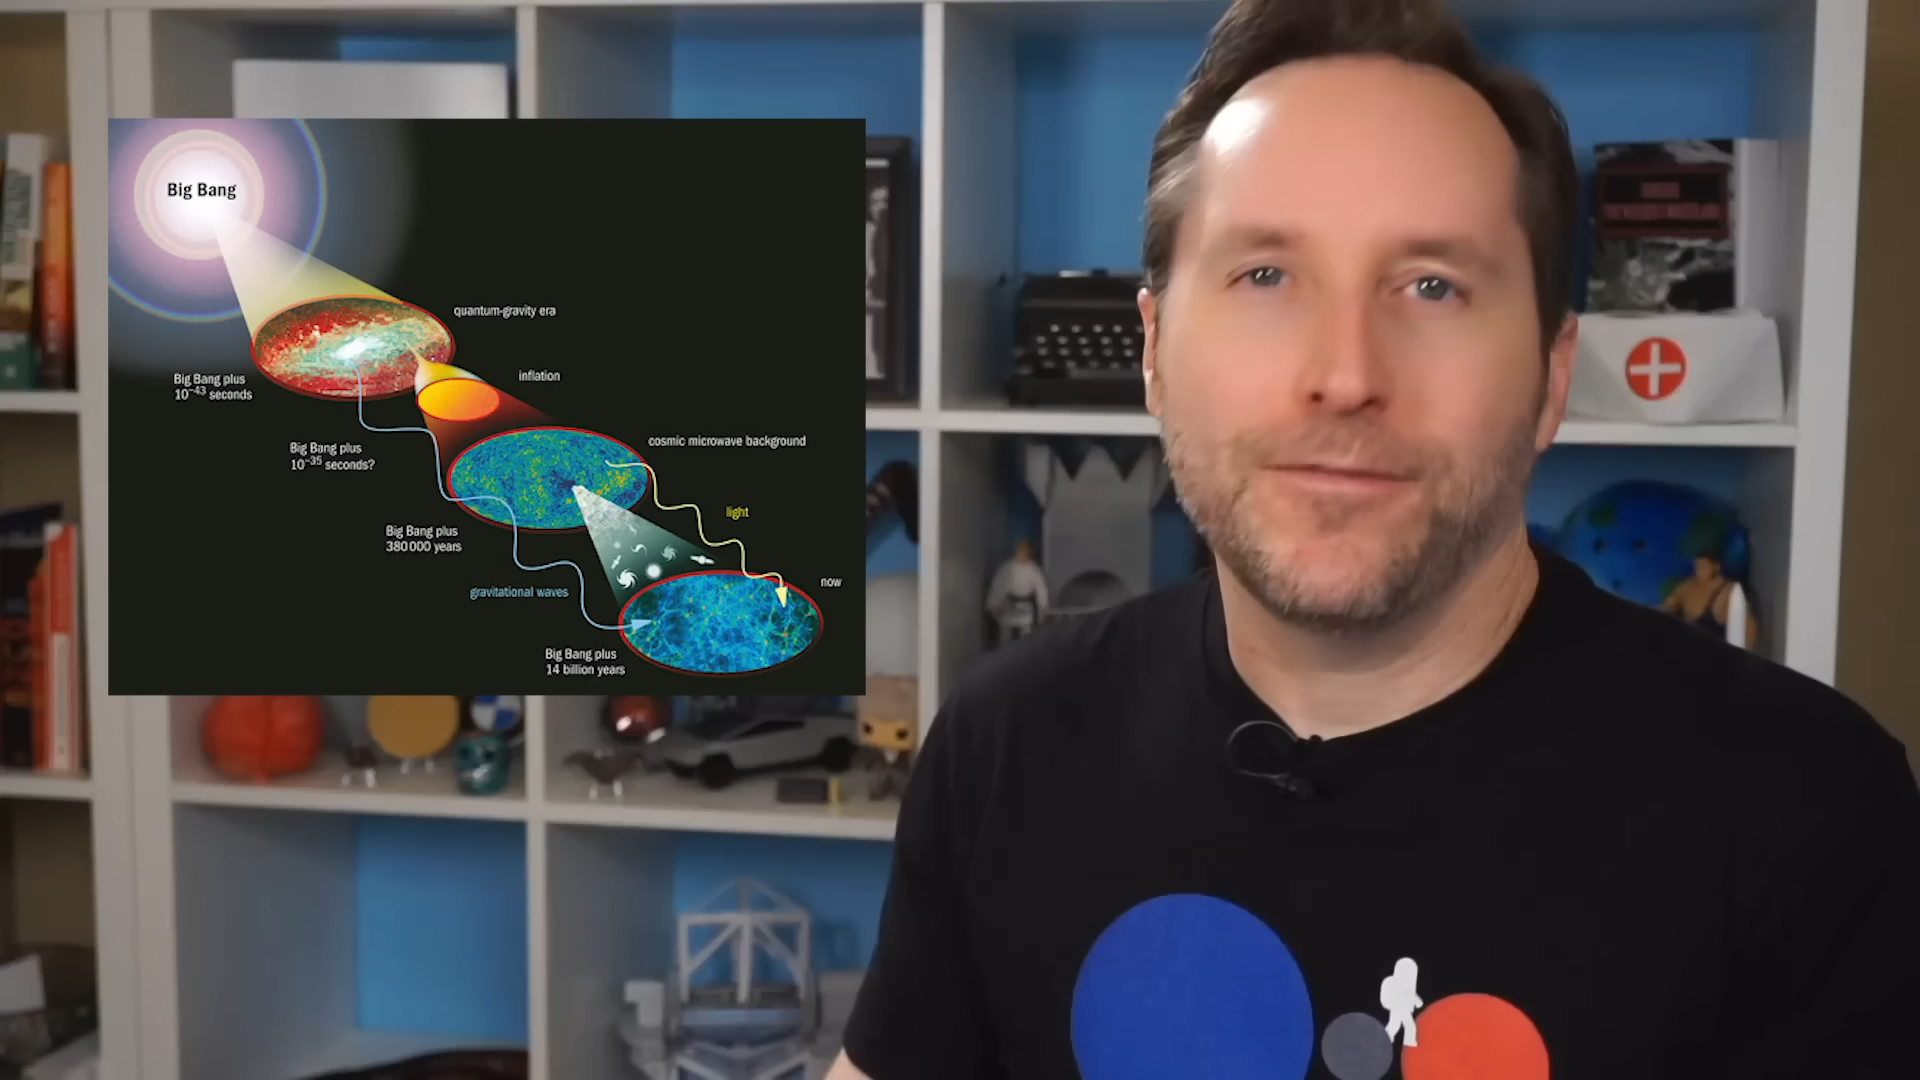 Big Bang
quantum-gravity era
Big Bang plus
10⁻⁴³ seconds
inflation
Big Bang plus
10⁻³⁵ seconds?
cosmic microwave background
light
Big Bang plus
380 000 years
gravitational waves
now
Big Bang plus
14 billion years